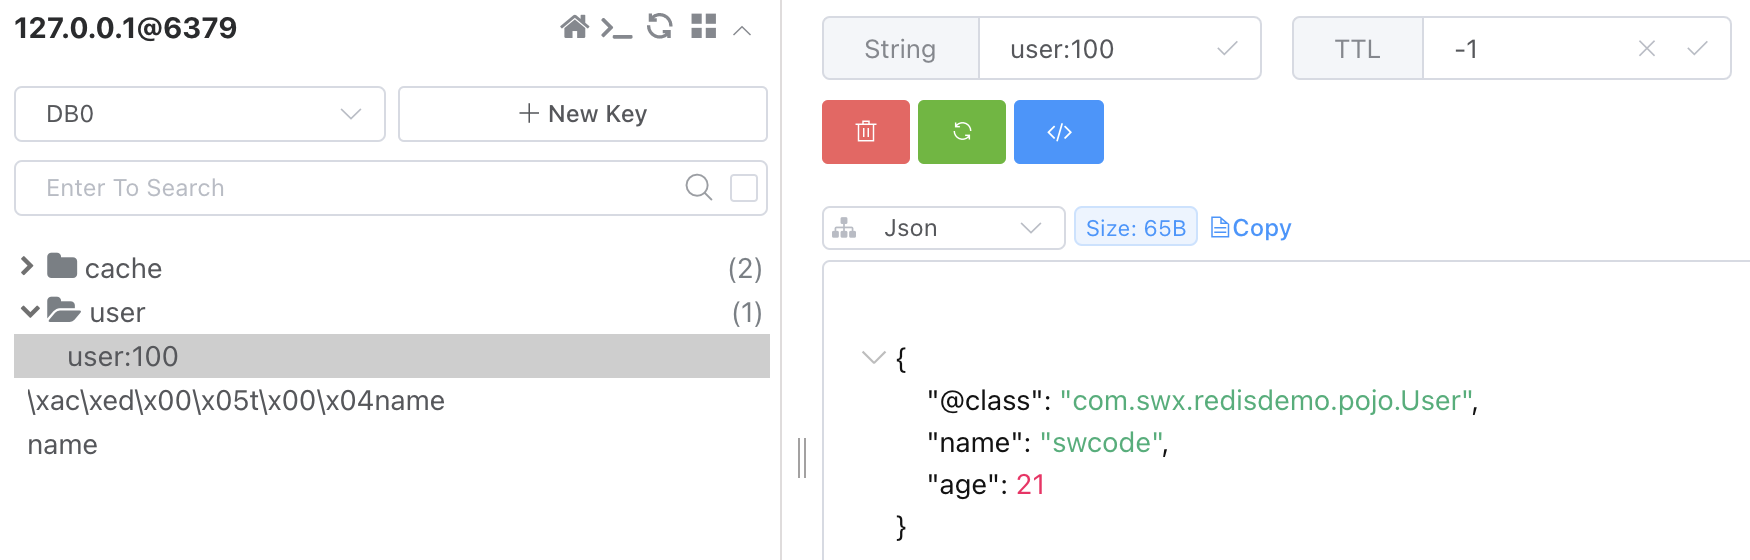 127.0.0.1@6379
DB0
New Key
Enter To Search
cache (2)
user (1)
user:100
\xac\xed\x00\x05t\x00\x04name
name
String user:100
TTL -1
</>
Json
Size: 65B
Copy
{
"@class": "com.swx.redisdemo.pojo.User",
"name": "swcode",
"age": 21
}